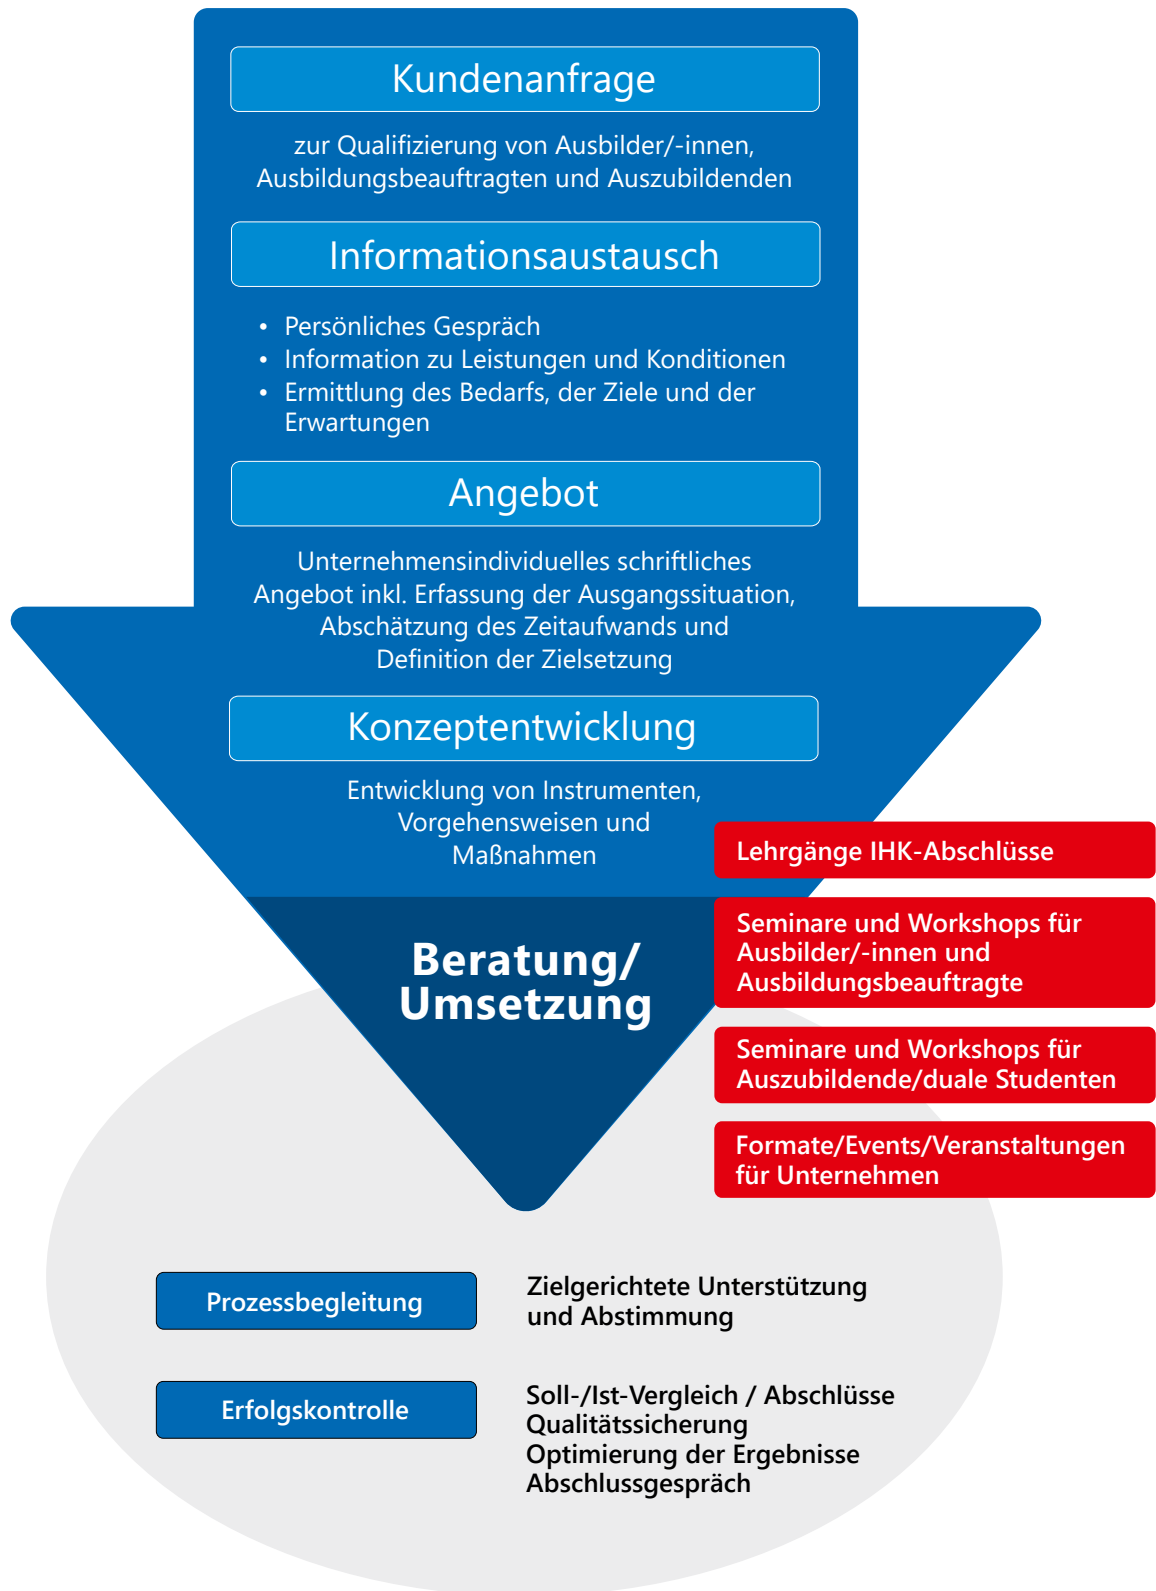 Kundenanfrage
zur Qualifizierung von Ausbilder/-innen,
Ausbildungsbeauftragten und Auszubildenden
Informationsaustausch
• Persönliches Gespräch
• Information zu Leistungen und Konditionen
• Ermittlung des Bedarfs, der Ziele und der
Erwartungen
Angebot
Unternehmensindividuelles schriftliches
Angebot inkl. Erfassung der Ausgangssituation,
Abschätzung des Zeitaufwands und
Definition der Zielsetzung
Konzeptentwicklung
Entwicklung von Instrumenten,
Vorgehensweisen und
Maßnahmen
Beratung/
Umsetzung
Lehrgänge IHK-Abschlüsse
Seminare und Workshops für
Ausbilder/-innen und
Ausbildungsbeauftragte
Seminare und Workshops für
Auszubildende/duale Studenten
Formate/Events/Veranstaltungen
für Unternehmen
Prozessbegleitung
Zielgerichtete Unterstützung
und Abstimmung
Erfolgskontrolle
Soll-/Ist-Vergleich / Abschlüsse
Qualitätssicherung
Optimierung der Ergebnisse
Abschlussgespräch